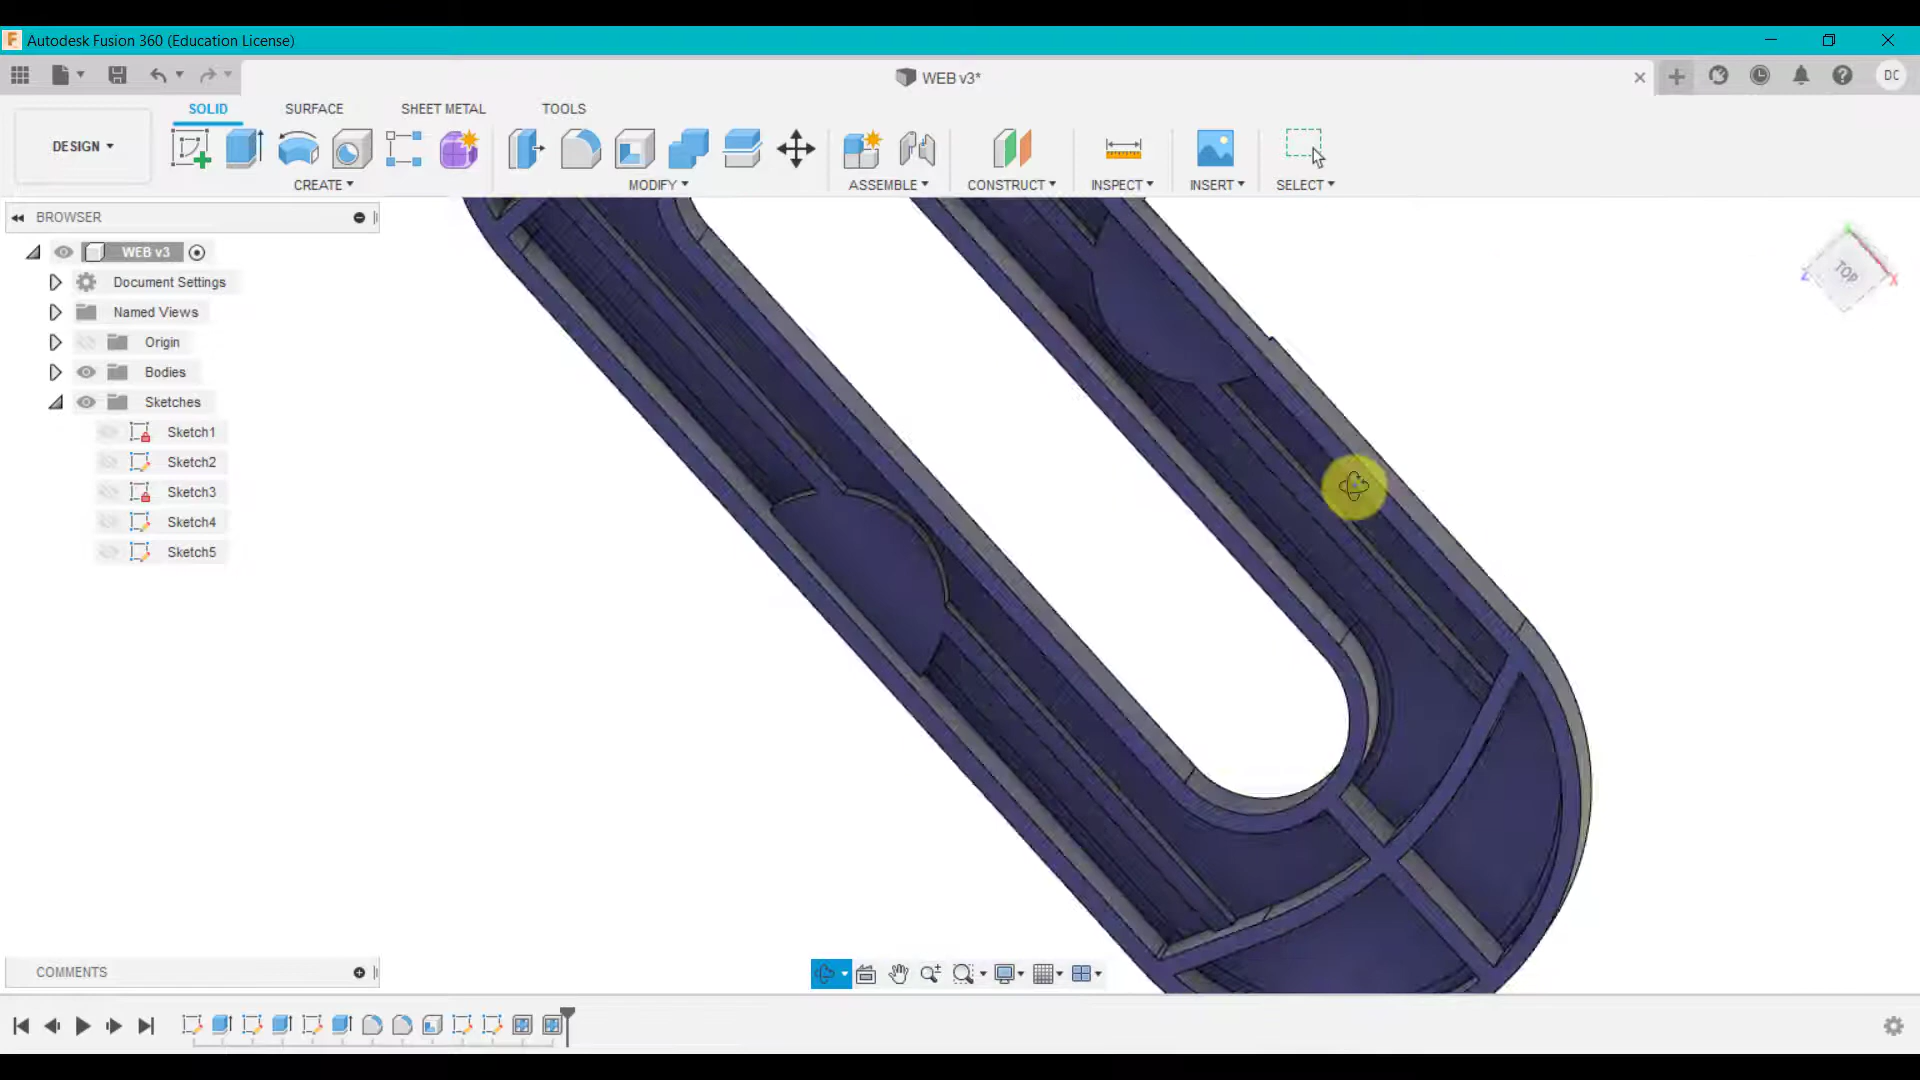 Autodesk Fusion 360 (Education License)
WEB v3*
DC
SOLID
SURFACE
SHEET METAL
TOOLS
DESIGN
CREATE
MODIFY
ASSEMBLE
CONSTRUCT
INSPECT
INSERT
SELECT
BROWSER
WEB v3
Document Settings
Named Views
Origin
Bodies
Sketches
Sketch1
Sketch2
Sketch3
Sketch4
Sketch5
TOP
Z
X
COMMENTS